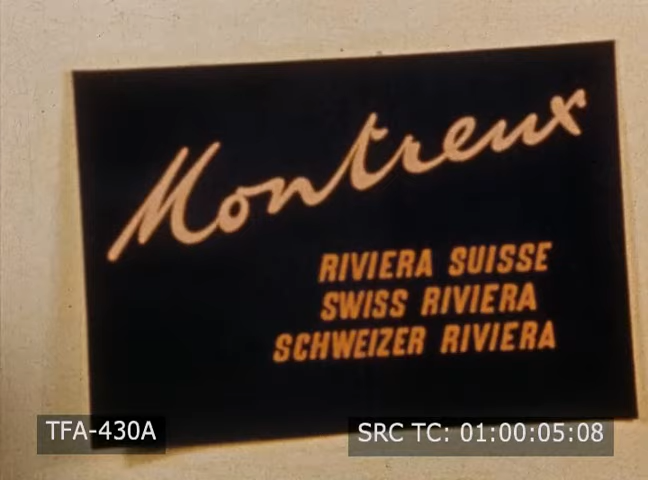 Montreux
RIVIERA SUISSE
SWISS RIVIERA
SCHWEIZER RIVIERA
TFA-430A
SRC TC: 01:00:05:08